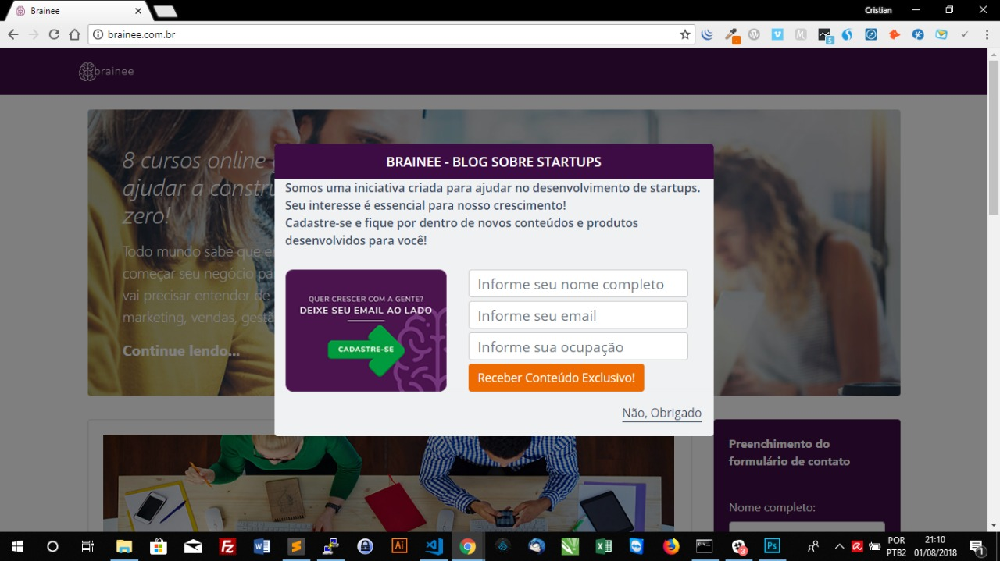 Brainee
Cristian
brainee.com.br
brainee
8 cursos online
ajudar a constru
zero!
Todo mundo sabe que
começar seu negócio
vai precisar entender de
marketing, vendas, gestã
Continue lendo...
BRAINEE - BLOG SOBRE STARTUPS
Somos uma iniciativa criada para ajudar no desenvolvimento de startups.
Seu interesse é essencial para nosso crescimento!
Cadastre-se e fique por dentro de novos conteúdos e produtos
desenvolvidos para você!
QUER CRESCER COM A GENTE?
DEIXE SEU EMAIL AO LADO
CADASTRE-SE
Informe seu nome completo
Informe seu email
Informe sua ocupação
Receber Conteúdo Exclusivo!
Não, Obrigado
Preenchimento do
formulário de contato
Nome completo:
POR
PTB2
21:10
01/08/2018